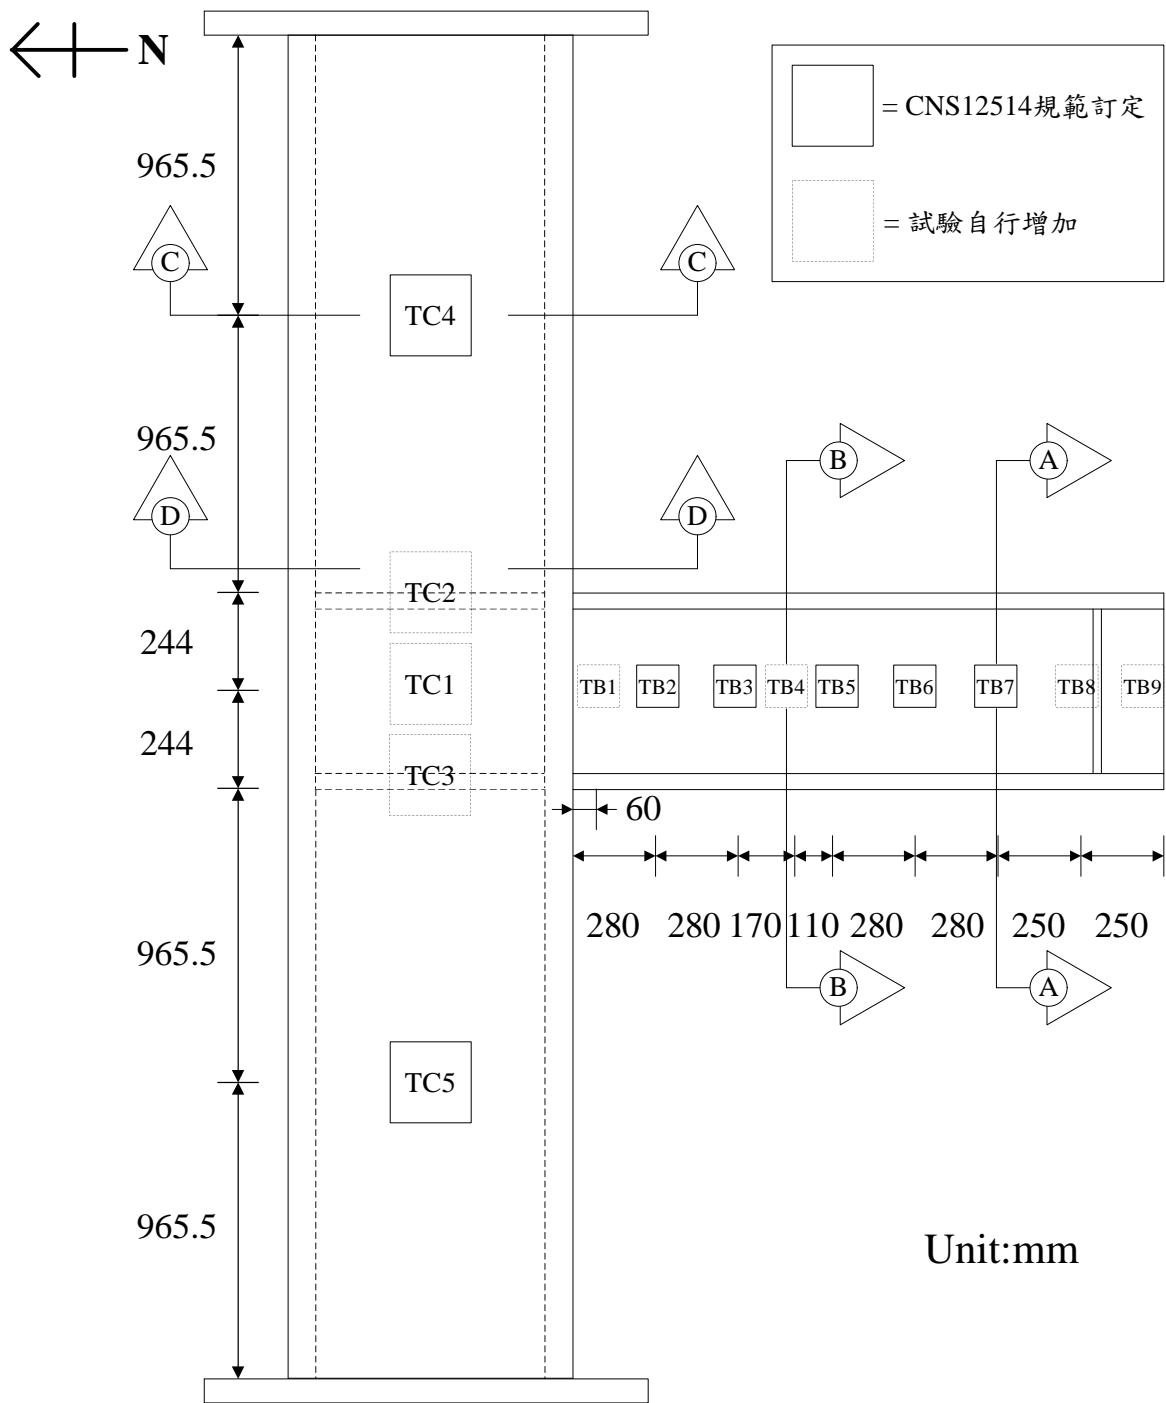 N
= CNS12514規範訂定
= 試驗自行增加
965.5
C
C
TC4
965.5
B
A
D
D
TC2
244
TC1
TB1
TB2
TB3
TB4
TB5
TB6
TB7
TB8
TB9
244
TC3
60
280
280
170
110
280
280
250
250
965.5
B
A
TC5
965.5
Unit:mm